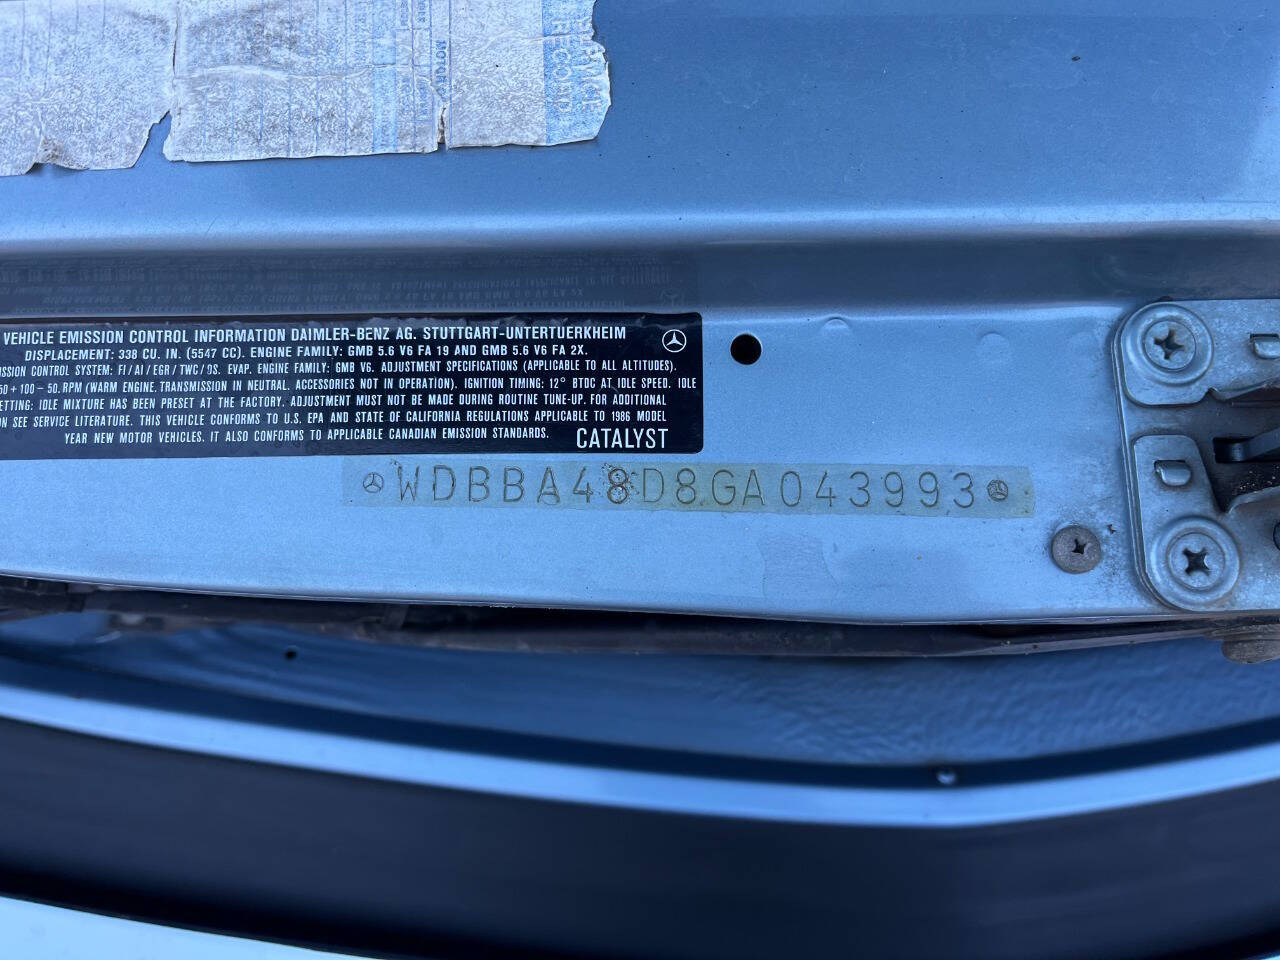 MOTOR
VEHICLE EMISSION CONTROL INFORMATION DAIMLER-BENZ AG. STUTTGART-UNTERTUERKHEIM
DISPLACEMENT: 338 CU. IN. (5547 CC). ENGINE FAMILY: GMB 5.6 V6 FA 19 AND GMB 5.6 V6 FA 2X.
SSION CONTROL SYSTEM: FI/AI/EGR/TWC/OS. EVAP. ENGINE FAMILY: GMB V6. ADJUSTMENT SPECIFICATIONS (APPLICABLE TO ALL ALTITUDES).
50 + 100 - 50. RPM (WARM ENGINE, TRANSMISSION IN NEUTRAL. ACCESSORIES NOT IN OPERATION). IGNITION TIMING: 12° BTDC AT IDLE SPEED. IDLE
ETTING: IDLE MIXTURE HAS BEEN PRESET AT THE FACTORY. ADJUSTMENT MUST NOT BE MADE DURING ROUTINE TUNE-UP. FOR ADDITIONAL
ON SEE SERVICE LITERATURE. THIS VEHICLE CONFORMS TO U.S. EPA AND STATE OF CALIFORNIA REGULATIONS APPLICABLE TO 1986 MODEL
YEAR NEW MOTOR VEHICLES. IT ALSO CONFORMS TO APPLICABLE CANADIAN EMISSION STANDARDS. CATALYST
WDBBA48D8GA043993